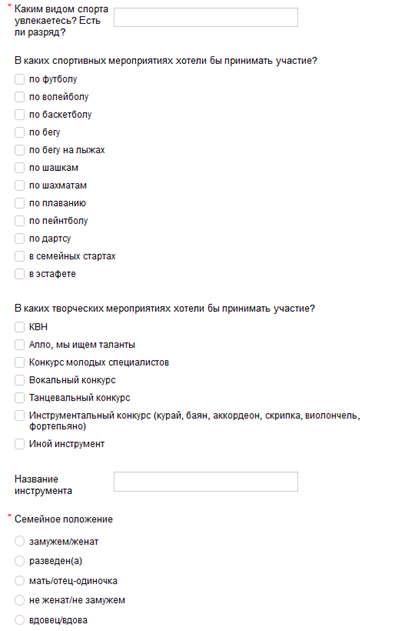 * Каким видом спорта
увлекаетесь? Есть
ли разряд?
В каких спортивных мероприятиях хотели бы принимать участие?
по футболу
по волейболу
по баскетболу
по бегу
по бегу на лыжах
по шашкам
по шахматам
по плаванию
по пейнтболу
по дартсу
в семейных стартах
в эстафете
В каких творческих мероприятиях хотели бы принимать участие?
КВН
Алло, мы ищем таланты
Конкурс молодых специалистов
Вокальный конкурс
Танцевальный конкурс
Инструментальный конкурс (курай, баян, аккордеон, скрипка, виолончель,
фортепьяно)
Иной инструмент
Название
инструмента
* Семейное положение
замужем/женат
разведен(а)
мать/отец-одиночка
не женат/не замужем
вдовец/вдова